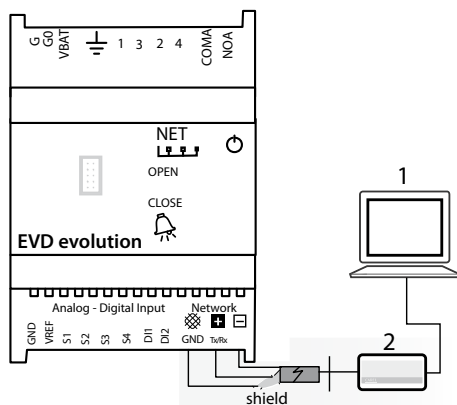 G G0 VBAT 1 3 2 4 COMA NOA
NET
OPEN
CLOSE
EVD evolution
1
Analog - Digital Input Network
GND VREF S1 S2 S3 S4 DI1 DI2 GND Tx/Rx
2
shield